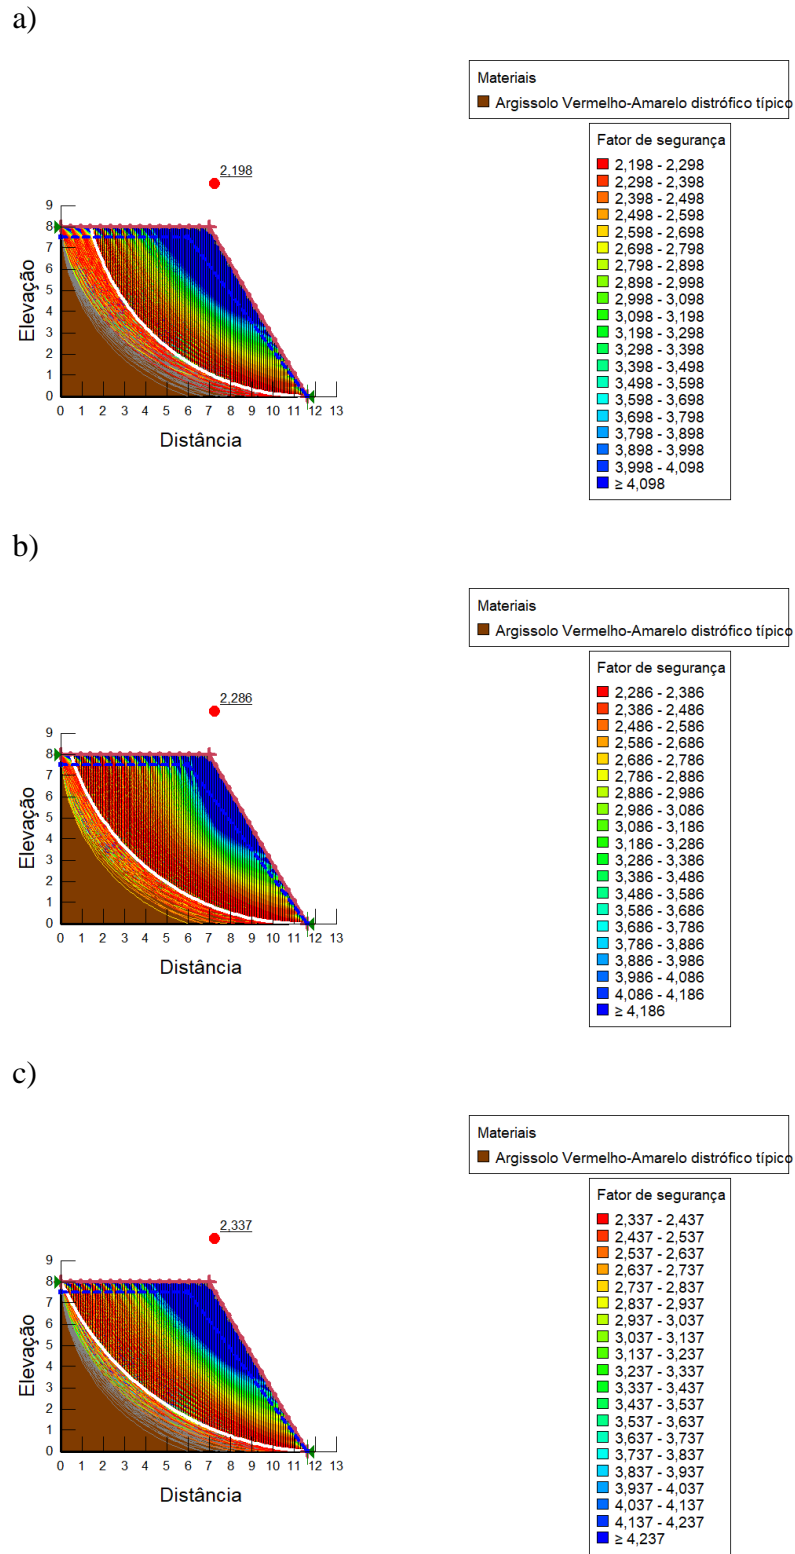 a)
Materiais
Argissolo Vermelho-Amarelo distrófico típico
Fator de segurança
2,198 - 2,298
2,298 - 2,398
2,398 - 2,498
2,498 - 2,598
2,598 - 2,698
2,698 - 2,798
2,798 - 2,898
2,898 - 2,998
2,998 - 3,098
3,098 - 3,198
3,198 - 3,298
3,298 - 3,398
3,398 - 3,498
3,498 - 3,598
3,598 - 3,698
3,698 - 3,798
3,798 - 3,898
3,898 - 3,998
3,998 - 4,098
≥ 4,098
2,198
Elevação
9
8
7
6
5
4
3
2
1
0
0 1 2 3 4 5 6 7 8 9 10 11 12 13
Distância
b)
Materiais
Argissolo Vermelho-Amarelo distrófico típico
Fator de segurança
2,286 - 2,386
2,386 - 2,486
2,486 - 2,586
2,586 - 2,686
2,686 - 2,786
2,786 - 2,886
2,886 - 2,986
2,986 - 3,086
3,086 - 3,186
3,186 - 3,286
3,286 - 3,386
3,386 - 3,486
3,486 - 3,586
3,586 - 3,686
3,686 - 3,786
3,786 - 3,886
3,886 - 3,986
3,986 - 4,086
4,086 - 4,186
≥ 4,186
2,286
Elevação
9
8
7
6
5
4
3
2
1
0
0 1 2 3 4 5 6 7 8 9 10 11 12 13
Distância
c)
Materiais
Argissolo Vermelho-Amarelo distrófico típico
Fator de segurança
2,337 - 2,437
2,437 - 2,537
2,537 - 2,637
2,637 - 2,737
2,737 - 2,837
2,837 - 2,937
2,937 - 3,037
3,037 - 3,137
3,137 - 3,237
3,237 - 3,337
3,337 - 3,437
3,437 - 3,537
3,537 - 3,637
3,637 - 3,737
3,737 - 3,837
3,837 - 3,937
3,937 - 4,037
4,037 - 4,137
4,137 - 4,237
≥ 4,237
2,337
Elevação
9
8
7
6
5
4
3
2
1
0
0 1 2 3 4 5 6 7 8 9 10 11 12 13
Distância